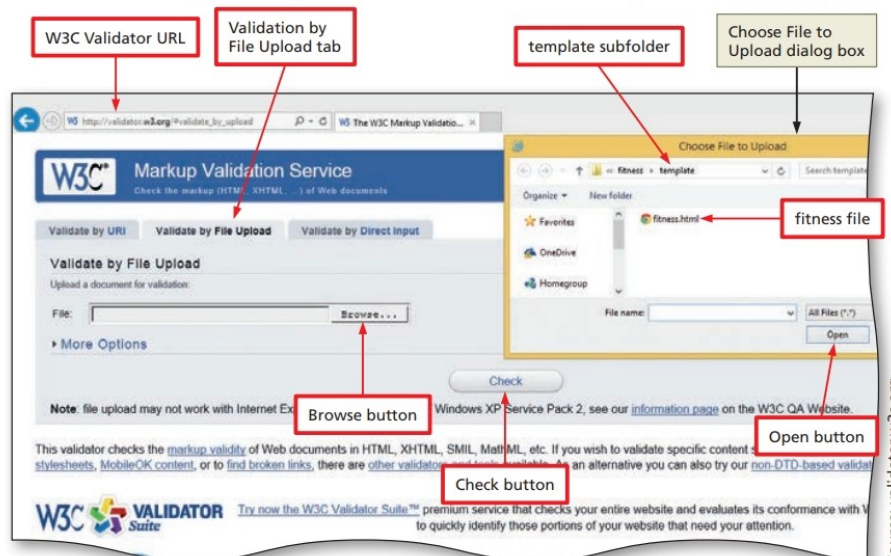 W3C Validator URL
Validation by
File Upload tab
template subfolder
Choose File to
Upload dialog box
http://validator.w3.org/#validate_by_upload
W3 The W3C Markup Validatio...
W3C®
Markup Validation Service
Check the markup (HTML, XHTML, ...) of Web documents
Validate by URI
Validate by File Upload
Validate by Direct Input
Validate by File Upload
Upload a document for validation:
File:
Browse...
More Options
Choose File to Upload
« fitness › template
Search template
Organize
New folder
Favorites
OneDrive
Homegroup
fitness.html
fitness file
File name:
All Files (*.*)
Open
Check
Browse button
Open button
Note: file upload may not work with Internet Ex
Windows XP Service Pack 2, see our information page on the W3C QA Website.
This validator checks the markup validity of Web documents in HTML, XHTML, SMIL, MathML, etc. If you wish to validate specific content s
stylesheets, MobileOK content, or to find broken links, there are other validators and tools available. As an alternative you can also try our non-DTD-based validat
Check button
W3C VALIDATOR
Suite
Try now the W3C Validator Suite™ premium service that checks your entire website and evaluates its conformance with W
to quickly identify those portions of your website that need your attention.